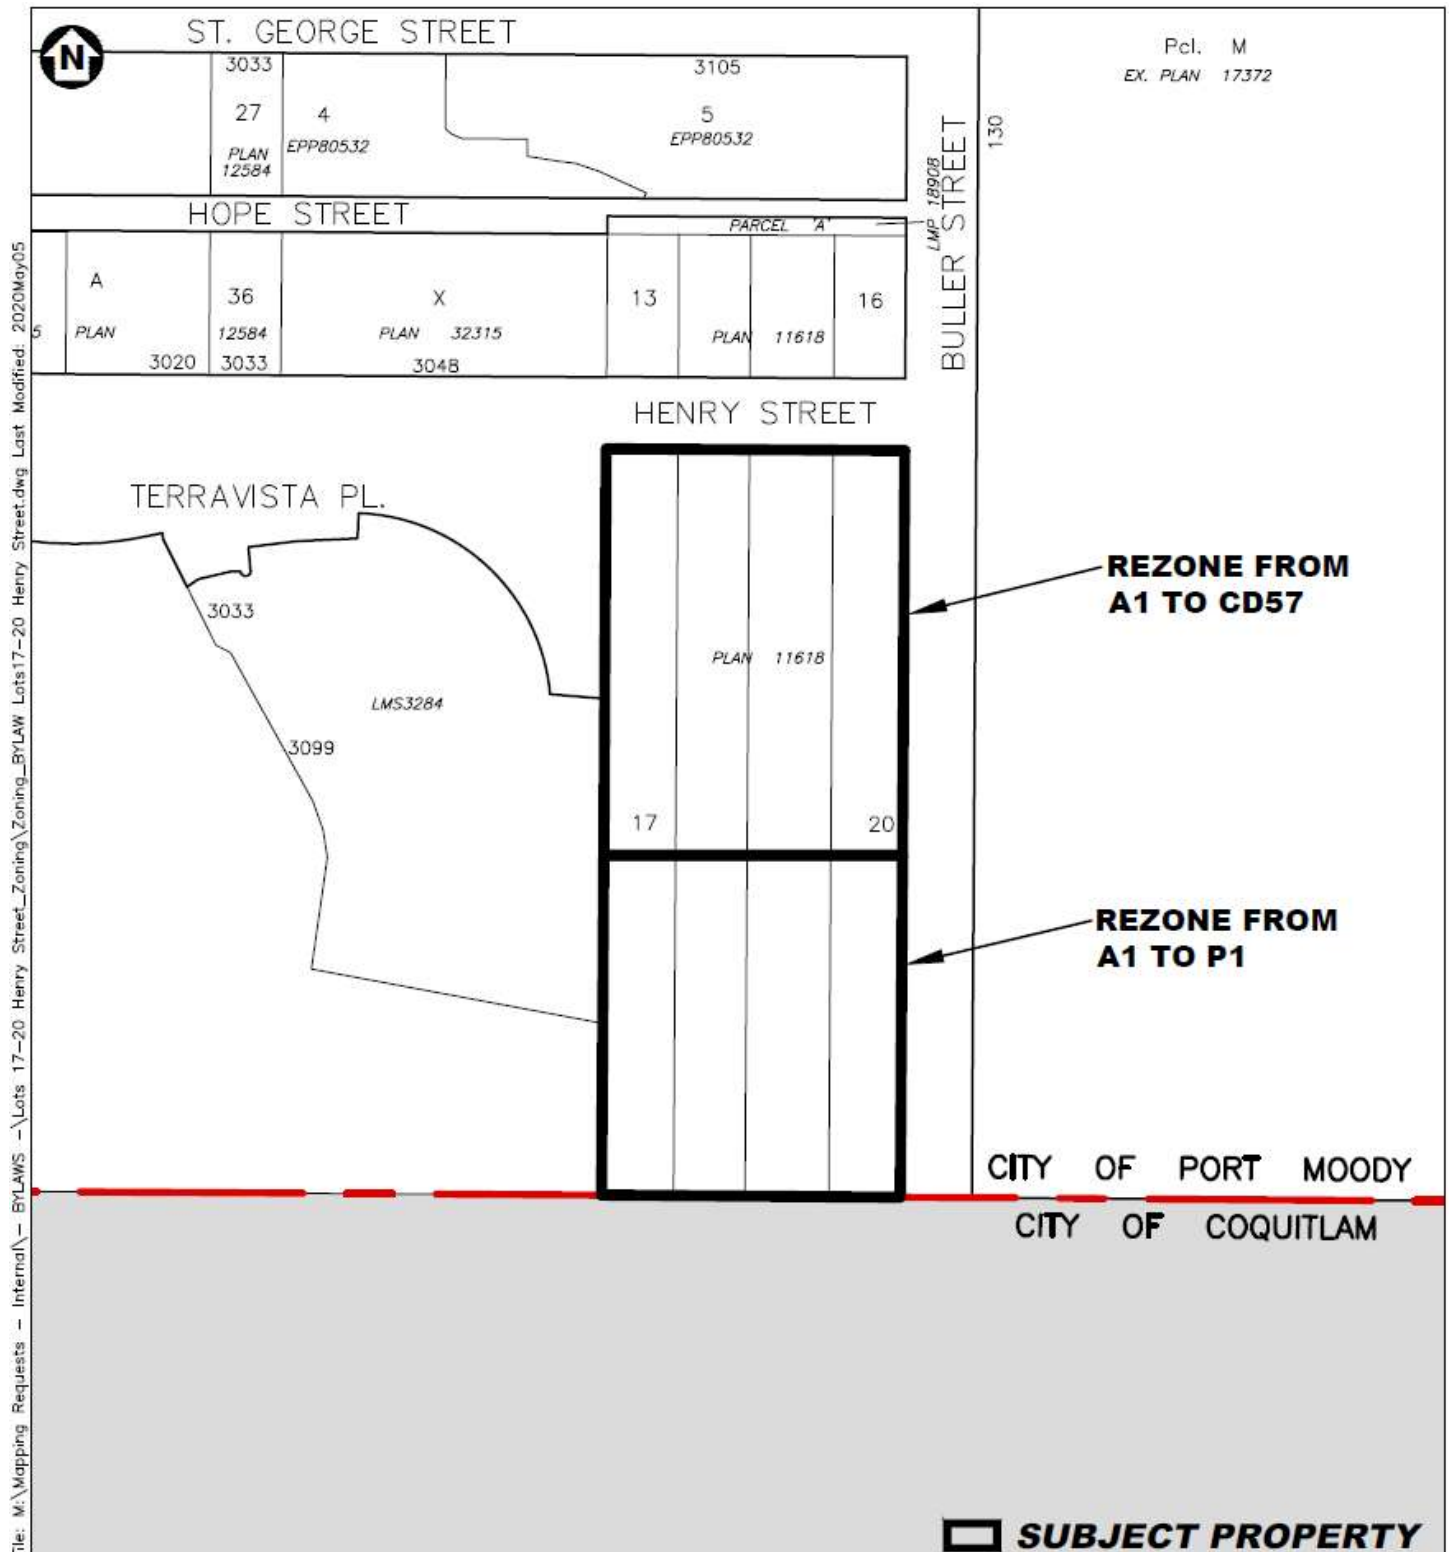 ST. GEORGE STREET
N
Pcl. M
EX. PLAN 17372
3033
3105
27
4
5
EPP80532
EPP80532
PLAN
12584
130
BULLER STREET
LMP 18908
HOPE STREET
PARCEL 'A'
A
36
X
13
16
5
PLAN
12584
PLAN 32315
PLAN 11618
3020
3033
3048
HENRY STREET
TERRAVISTA PL.
REZONE FROM
A1 TO CD57
3033
PLAN 11618
LMS3284
3099
17
20
REZONE FROM
A1 TO P1
CITY OF PORT MOODY
CITY OF COQUITLAM
SUBJECT PROPERTY
File: M:\Mapping Requests - Internal\- BYLAWS -\Lots 17-20 Henry Street_Zoning\Zoning_BYLAW Lots17-20 Henry Street.dwg Last Modified: 2020May05